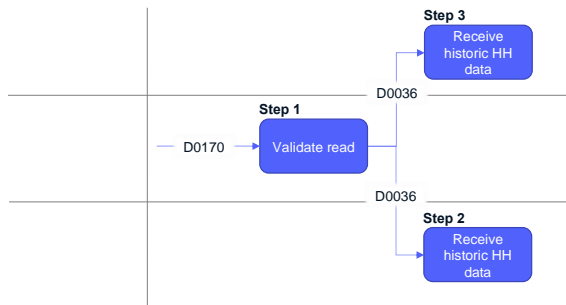 Step 3
Receive
historic HH
data
D0036
Step 1
D0170
Validate read
D0036
Step 2
Receive
historic HH
data